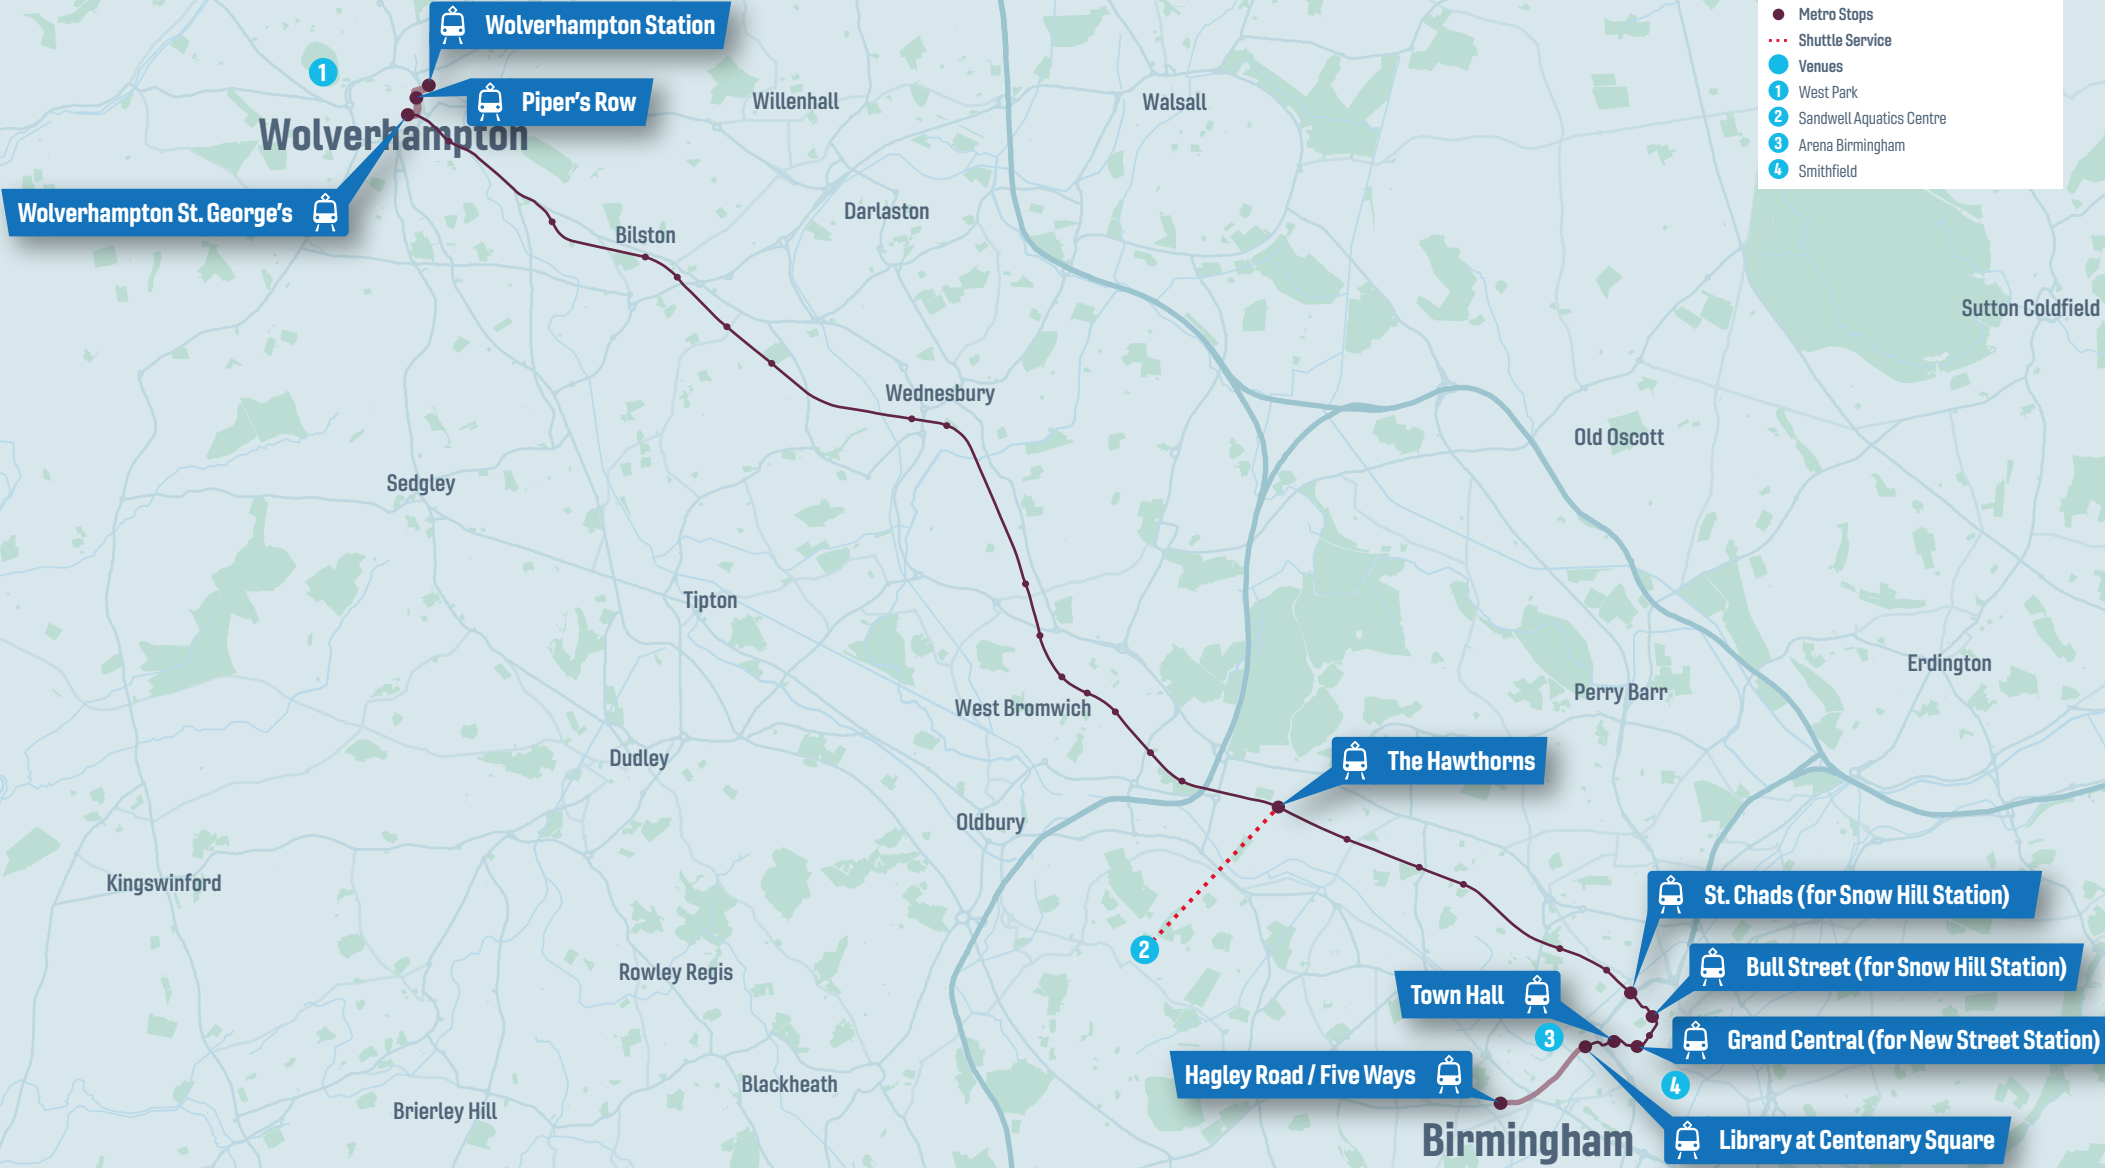 Wolverhampton Station
Metro Stops
Shuttle Service
Venues
1 West Park
2 Sandwell Aquatics Centre
3 Arena Birmingham
4 Smithfield
1
Piper's Row
Willenhall
Walsall
Wolverhampton
Wolverhampton St. George's
Darlaston
Bilston
Sutton Coldfield
Wednesbury
Old Oscott
Sedgley
Tipton
Erdington
Perry Barr
West Bromwich
Dudley
The Hawthorns
Oldbury
Kingswinford
St. Chads (for Snow Hill Station)
2
Rowley Regis
Bull Street (for Snow Hill Station)
Town Hall
3
Grand Central (for New Street Station)
Hagley Road / Five Ways
4
Blackheath
Brierley Hill
Birmingham
Library at Centenary Square